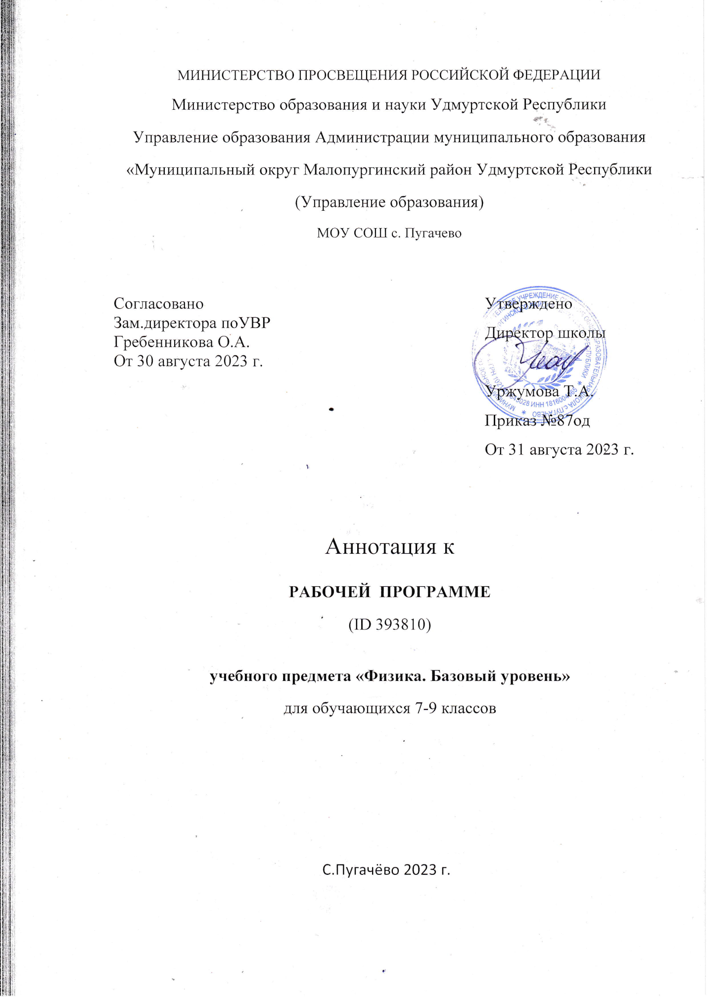 МИНИСТЕРСТВО ПРОСВЕЩЕНИЯ РОССИЙСКОЙ ФЕДЕРАЦИИ
Министерство образования и науки Удмуртской Республики
Управление образования Администрации муниципального образования
«Муниципальный округ Малопургинский район Удмуртской Республики
(Управление образования)
МОУ СОШ с. Пугачево
Согласовано
Зам.директора поУВР
Гребенникова О.А.
От 30 августа 2023 г.
Утверждено
Директор школы
Уржумова Т.А.
Приказ №87од
От 31 августа 2023 г.
Аннотация к
РАБОЧЕЙ ПРОГРАММЕ
(ID 393810)
учебного предмета «Физика. Базовый уровень»
для обучающихся 7-9 классов
С.Пугачёво 2023 г.